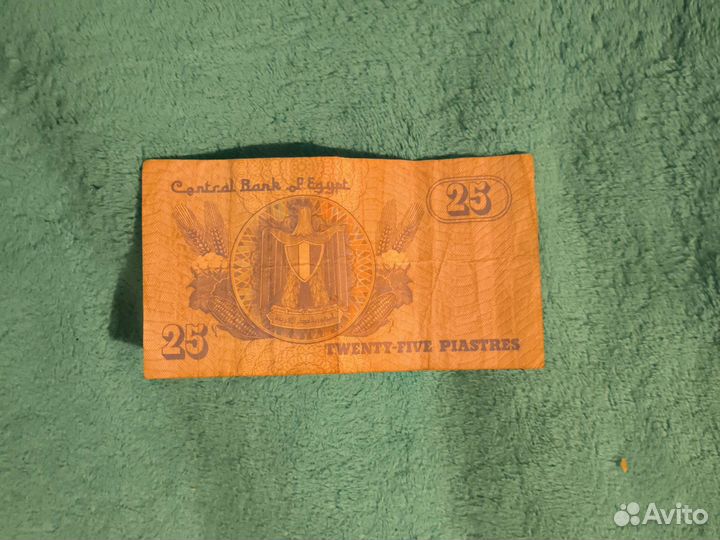 Central Bank of Egypt
25
25
TWENTY-FIVE PIASTRES
Avito